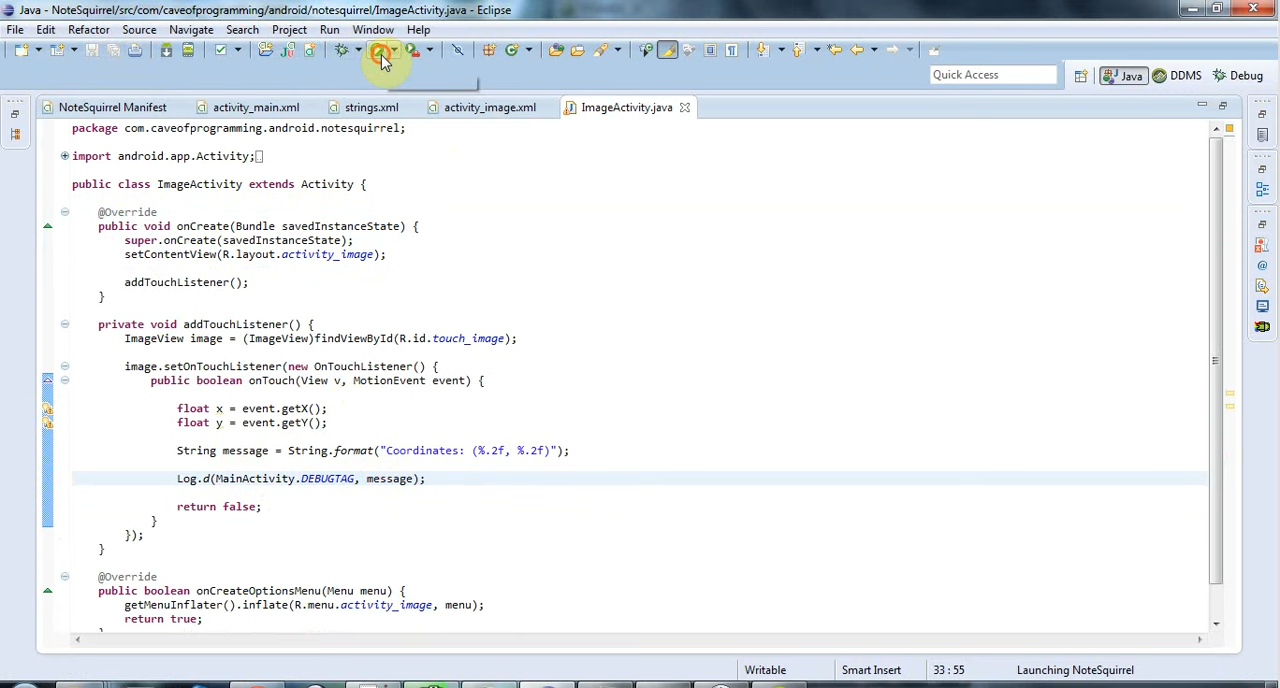 Java - NoteSquirrel/src/com/caveofprogramming/android/notesquirrel/ImageActivity.java - Eclipse
File Edit Refactor Source Navigate Search Project Run Window Help
Quick Access Java DDMS Debug
NoteSquirrel Manifest activity_main.xml strings.xml activity_image.xml ImageActivity.java
package com.caveofprogramming.android.notesquirrel;
import android.app.Activity;
public class ImageActivity extends Activity {
@Override
public void onCreate(Bundle savedInstanceState) {
super.onCreate(savedInstanceState);
setContentView(R.layout.activity_image);
addTouchListener();
}
private void addTouchListener() {
ImageView image = (ImageView)findViewById(R.id.touch_image);
image.setOnTouchListener(new OnTouchListener() {
public boolean onTouch(View v, MotionEvent event) {
float x = event.getX();
float y = event.getY();
String message = String.format("Coordinates: (%.2f, %.2f)");
Log.d(MainActivity.DEBUGTAG, message);
return false;
}
});
}
@Override
public boolean onCreateOptionsMenu(Menu menu) {
getMenuInflater().inflate(R.menu.activity_image, menu);
return true;
Writable Smart Insert 33 : 55 Launching NoteSquirrel